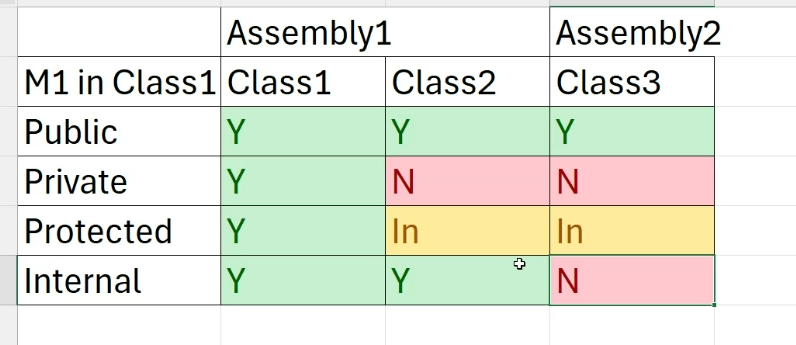 Assembly1 Assembly2
M1 in Class1 Class1 Class2 Class3
Public Y Y Y
Private Y N N
Protected Y In In
Internal Y Y N